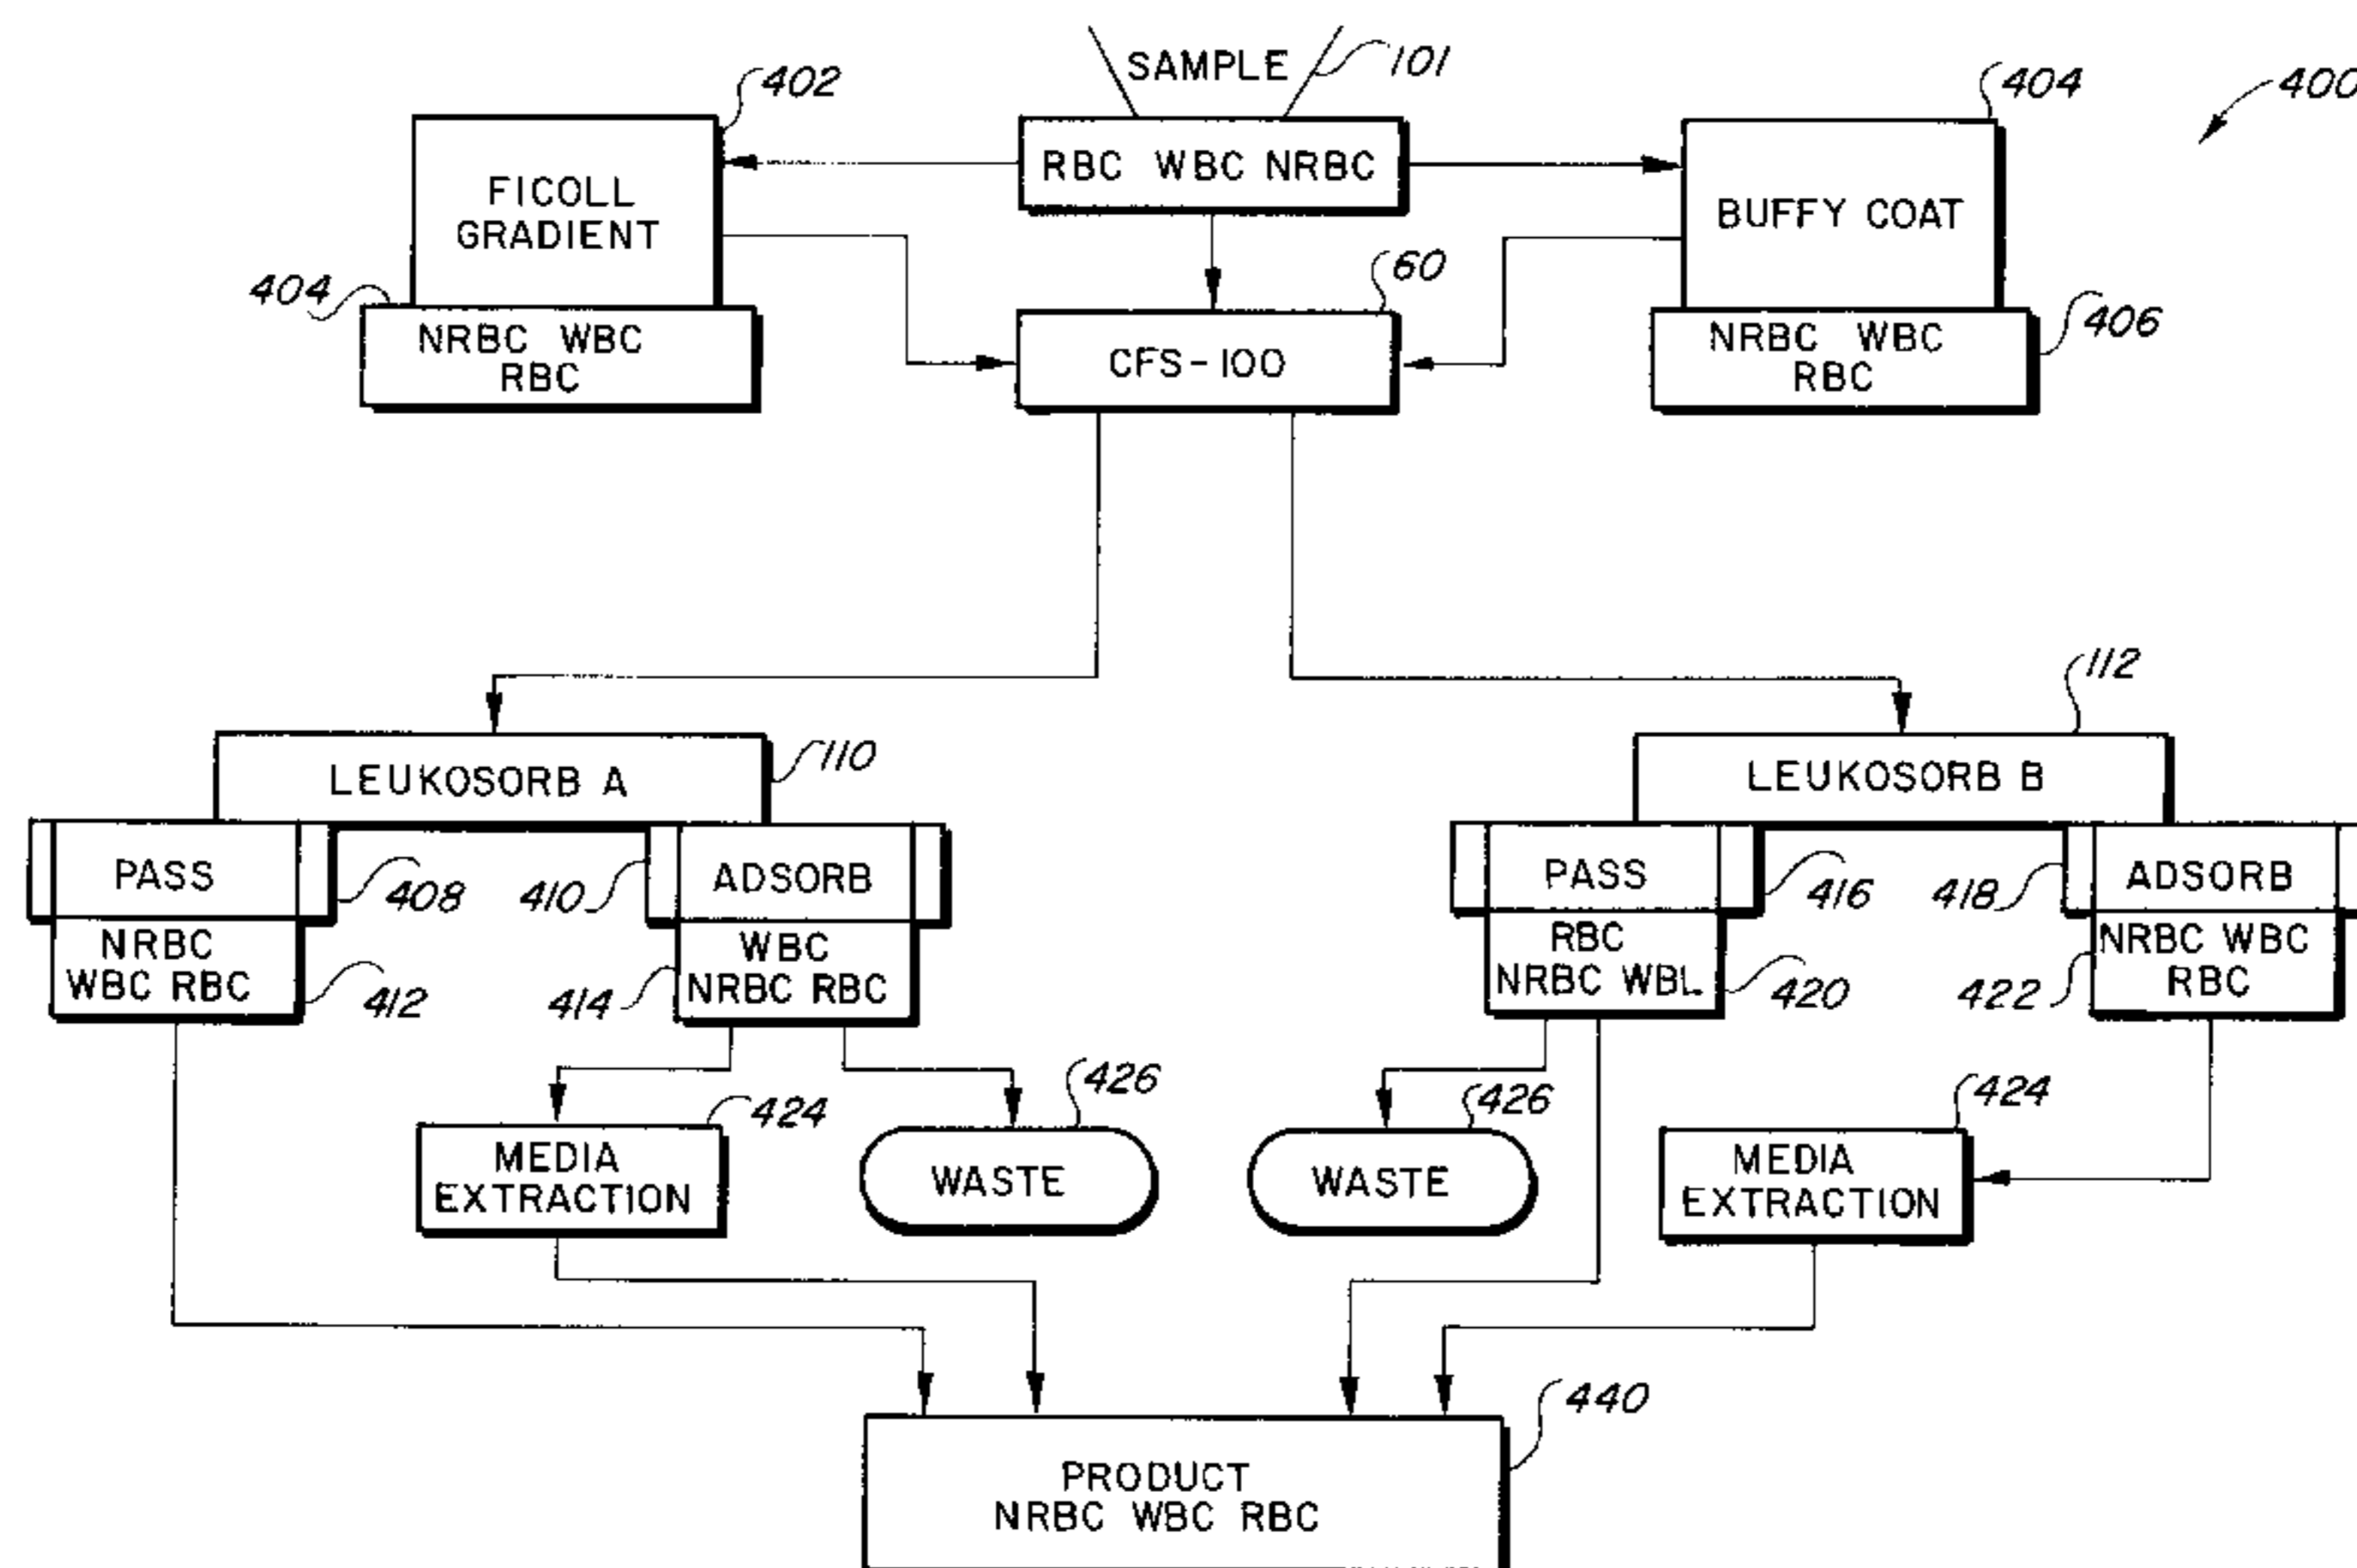 SAMPLE 101
402
404
400
RBC WBC NRBC
FICOLL
GRADIENT
BUFFY COAT
404
60
406
NRBC WBC
RBC
CFS-100
NRBC WBC
RBC
112
LEUKOSORB A
110
LEUKOSORB B
PASS
408
410
ADSORB
PASS
416
418
ADSORB
NRBC
WBC RBC
412
414
WBC
NRBC RBC
RBC
NRBC WBL
420
422
NRBC WBC
RBC
424
426
426
424
MEDIA
EXTRACTION
WASTE
WASTE
MEDIA
EXTRACTION
440
PRODUCT
NRBC WBC RBC